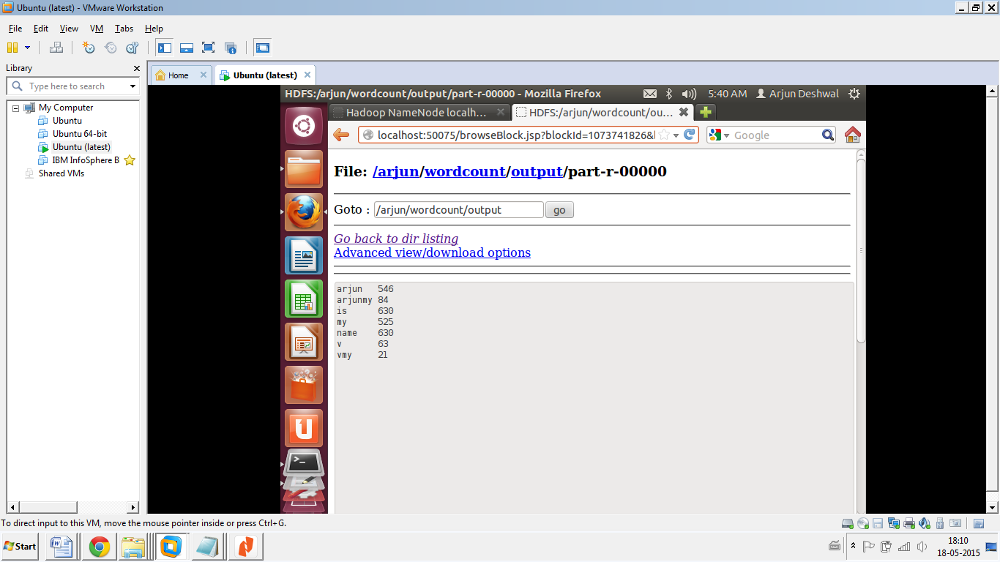 Ubuntu (latest) - VMware Workstation
File Edit View VM Tabs Help
Library
Type here to search
My Computer
Ubuntu
Ubuntu 64-bit
Ubuntu (latest)
IBM InfoSphere B
Shared VMs
Home
Ubuntu (latest)
HDFS:/arjun/wordcount/output/part-r-00000 - Mozilla Firefox 5:40 AM Arjun Deshwal
Hadoop NameNode localh... HDFS:/arjun/wordcount/ou...
localhost:50075/browseBlock.jsp?blockId=1073741826& Google
File: /arjun/wordcount/output/part-r-00000
Goto : /arjun/wordcount/output go
Go back to dir listing
Advanced view/download options
arjun 546
arjunmy 84
is 630
my 525
name 630
v 63
vmy 21
To direct input to this VM, move the mouse pointer inside or press Ctrl+G.
Start
18:10
18-05-2015